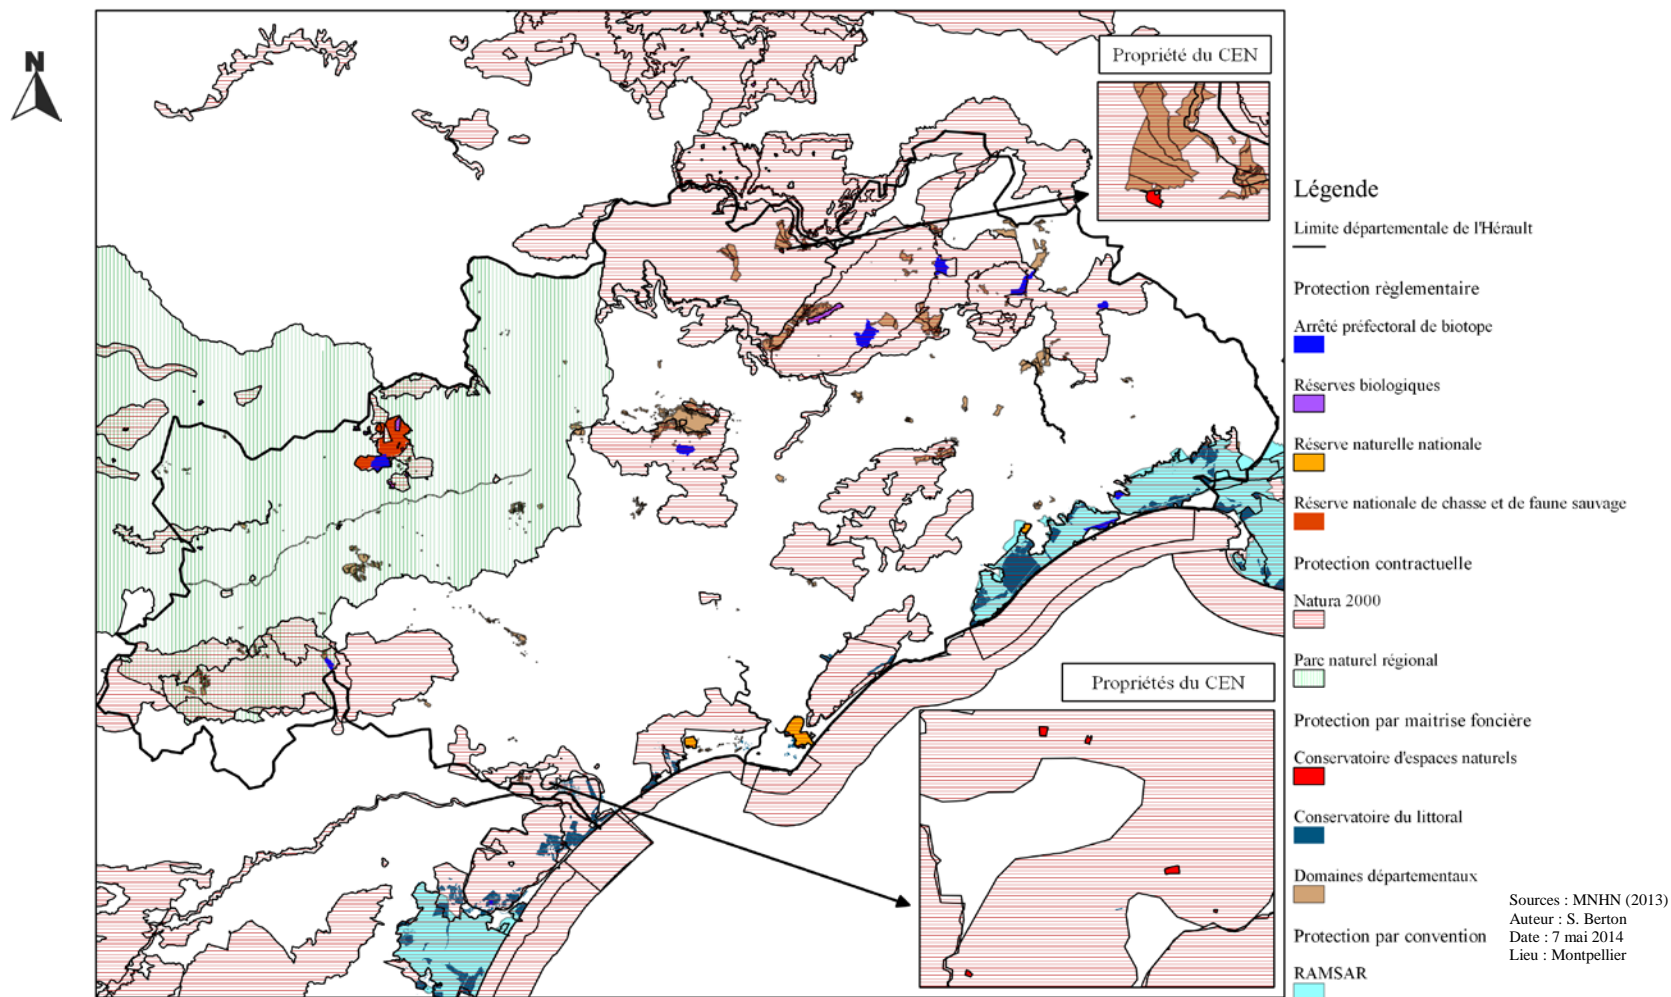 N
Propriété du CEN
Légende
Limite départementale de l'Hérault
Protection règlementaire
Arrêté préfectoral de biotope
Réserves biologiques
Réserve naturelle nationale
Réserve nationale de chasse et de faune sauvage
Protection contractuelle
Natura 2000
Parc naturel régional
Propriétés du CEN
Protection par maitrise foncière
Conservatoire d'espaces naturels
Conservatoire du littoral
Domaines départementaux
Protection par convention
RAMSAR
Sources : MNHN (2013)
Auteur : S. Berton
Date : 7 mai 2014
Lieu : Montpellier